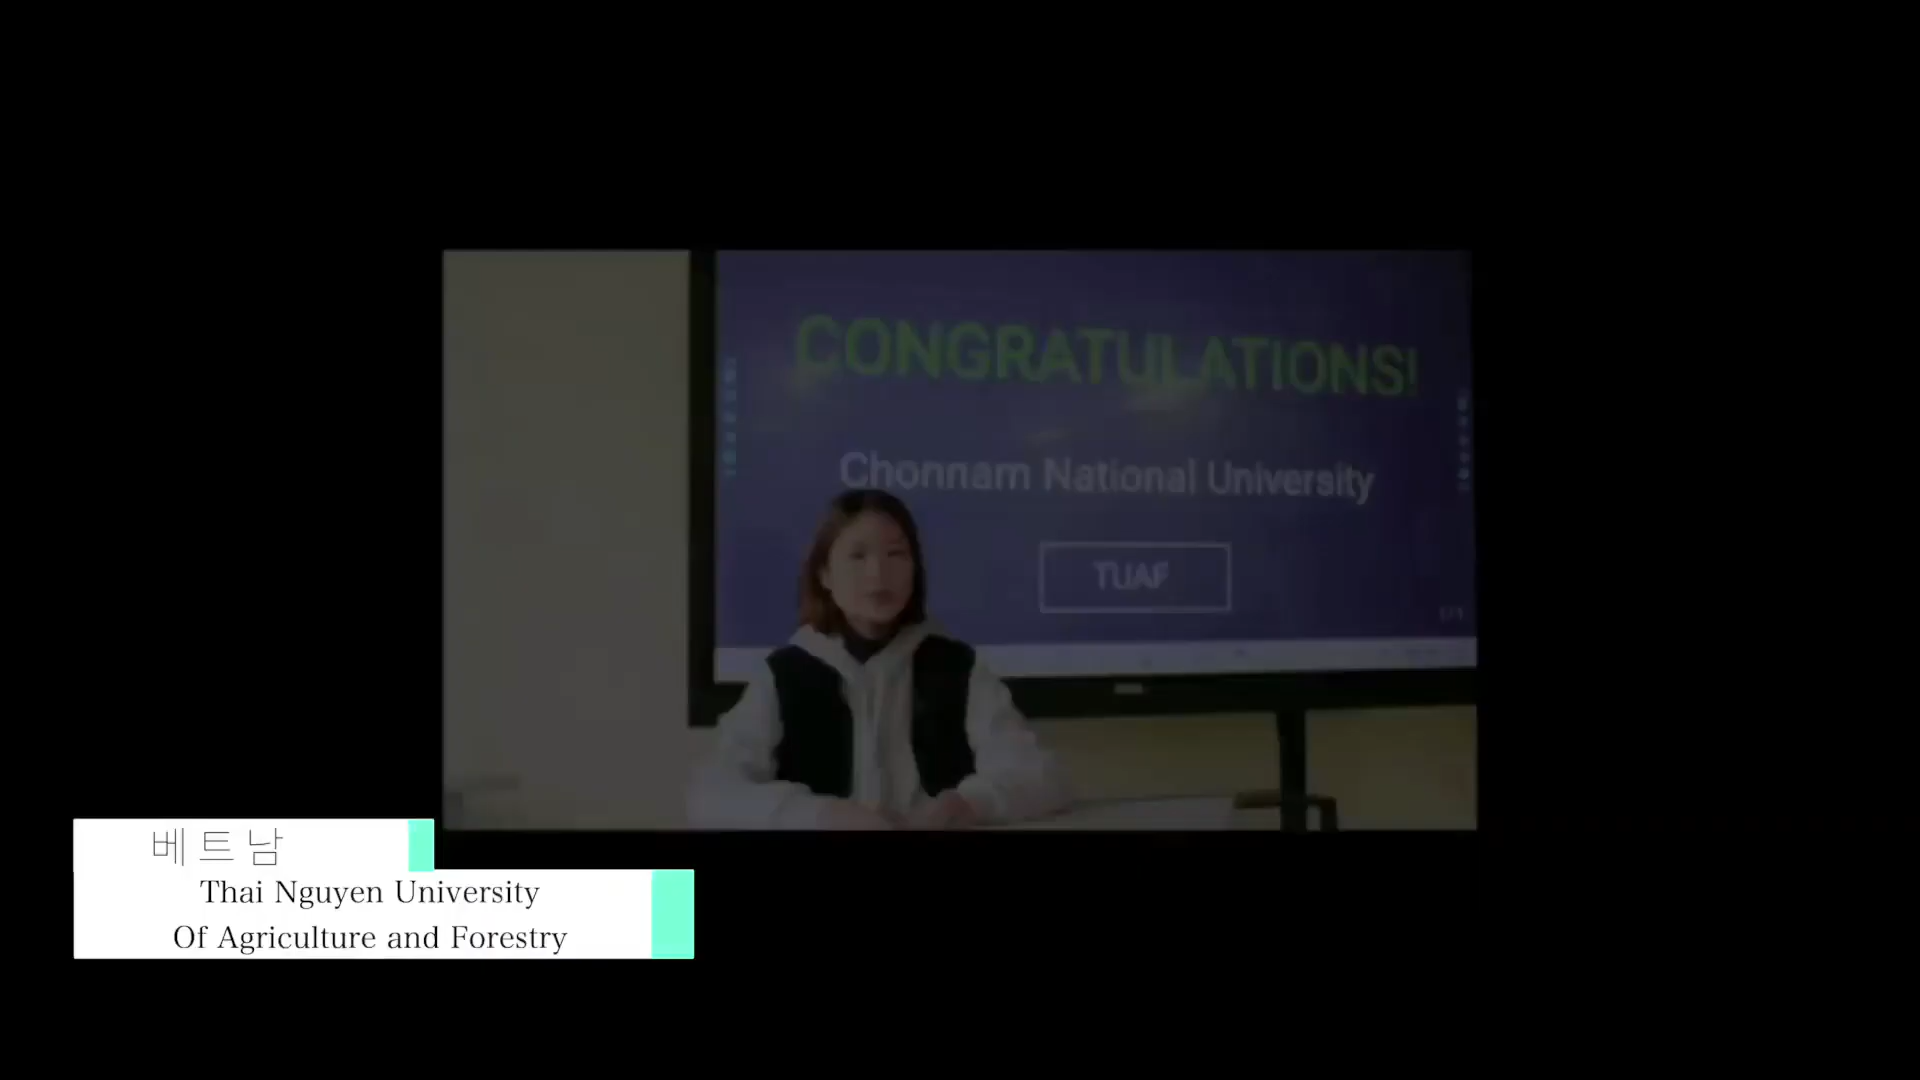 CONGRATULATIONS!
Chonnam National University
TUAF
베트남
Thai Nguyen University
Of Agriculture and Forestry